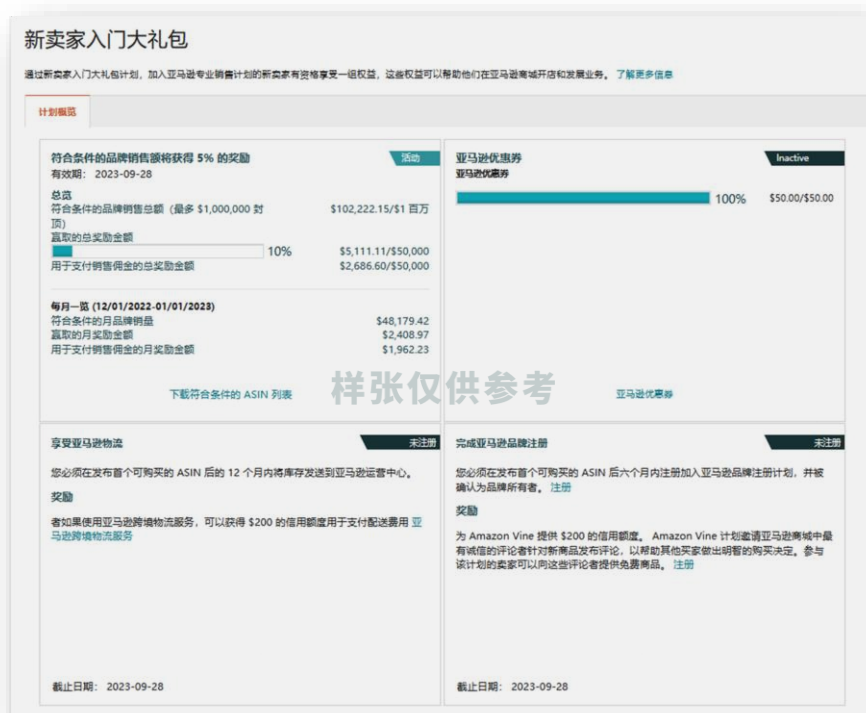 新卖家入门大礼包
通过新卖家入门大礼包计划，加入亚马逊专业销售计划的新卖家有资格享受一组权益，这些权益可以帮助他们在亚马逊商城开店和发展业务。 了解更多信息
计划概览
符合条件的品牌销售额将获得 5% 的奖励
活动
有效期： 2023-09-28
总览
符合条件的品牌销售总额（最多 $1,000,000 封
顶）
$102,222.15/$1 百万
赢取的总奖励金额
10%
$5,111.11/$50,000
用于支付销售佣金的总奖励金额
$2,686.60/$50,000
每月一览 (12/01/2022-01/01/2023)
符合条件的月品牌销量
$48,179.42
赢取的月奖励金额
$2,408.97
用于支付销售佣金的月奖励金额
$1,962.23
下载符合条件的 ASIN 列表
亚马逊优惠券
Inactive
亚马逊优惠券
100%
$50.00/$50.00
亚马逊优惠券
样张仅供参考
享受亚马逊物流
未注册
您必须在发布首个可购买的 ASIN 后的 12 个月内将库存发送到亚马逊运营中心。
奖励
者如果使用亚马逊跨境物流服务，可以获得 $200 的信用额度用于支付配送费用 亚
马逊跨境物流服务
截止日期： 2023-09-28
完成亚马逊品牌注册
未注册
您必须在发布首个可购买的 ASIN 后六个月内注册加入亚马逊品牌注册计划，并被
确认为品牌所有者。 注册
奖励
为 Amazon Vine 提供 $200 的信用额度。 Amazon Vine 计划邀请亚马逊商城中最
有诚信的评论者针对新商品发布评论，以帮助其他买家做出明智的购买决定。参与
该计划的卖家可以向这些评论者提供免费商品。 注册
截止日期： 2023-09-28